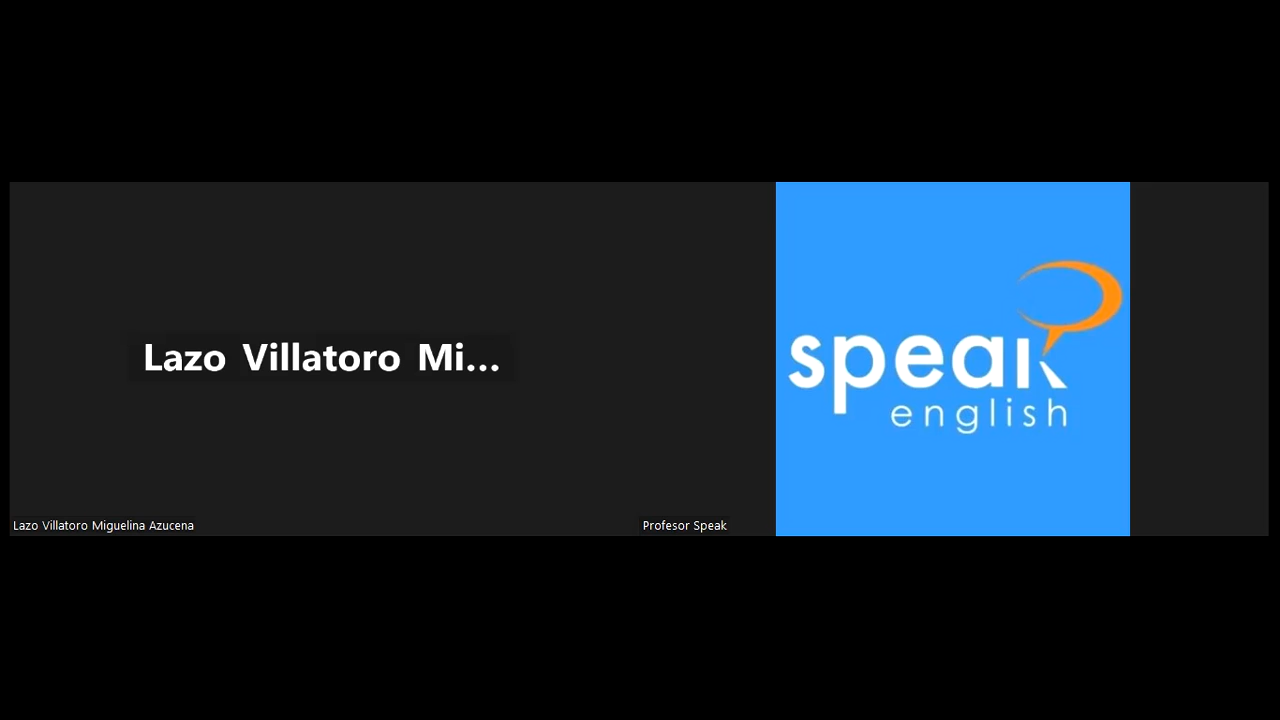 Lazo Villatoro Mi...
Lazo Villatoro Miguelina Azucena
speak
english
Profesor Speak